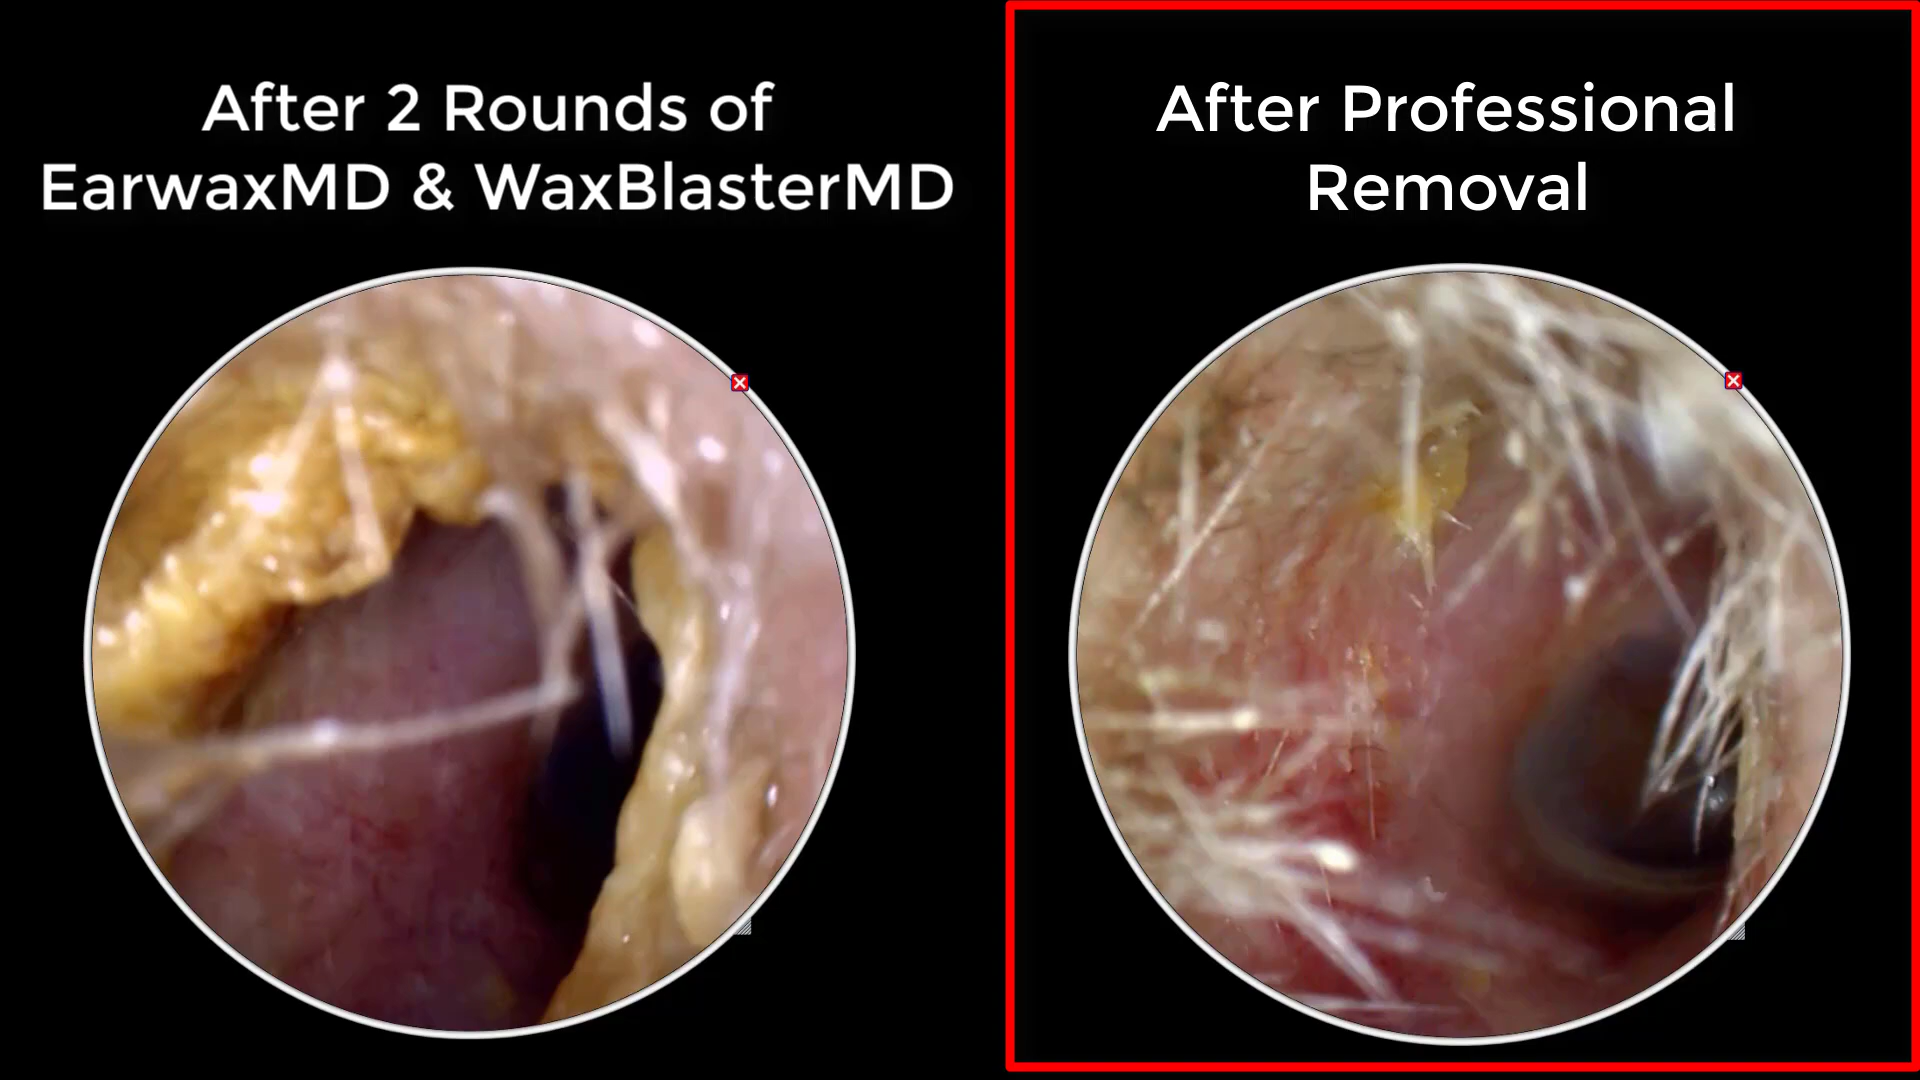 After 2 Rounds of
EarwaxMD & WaxBlasterMD
After Professional
Removal